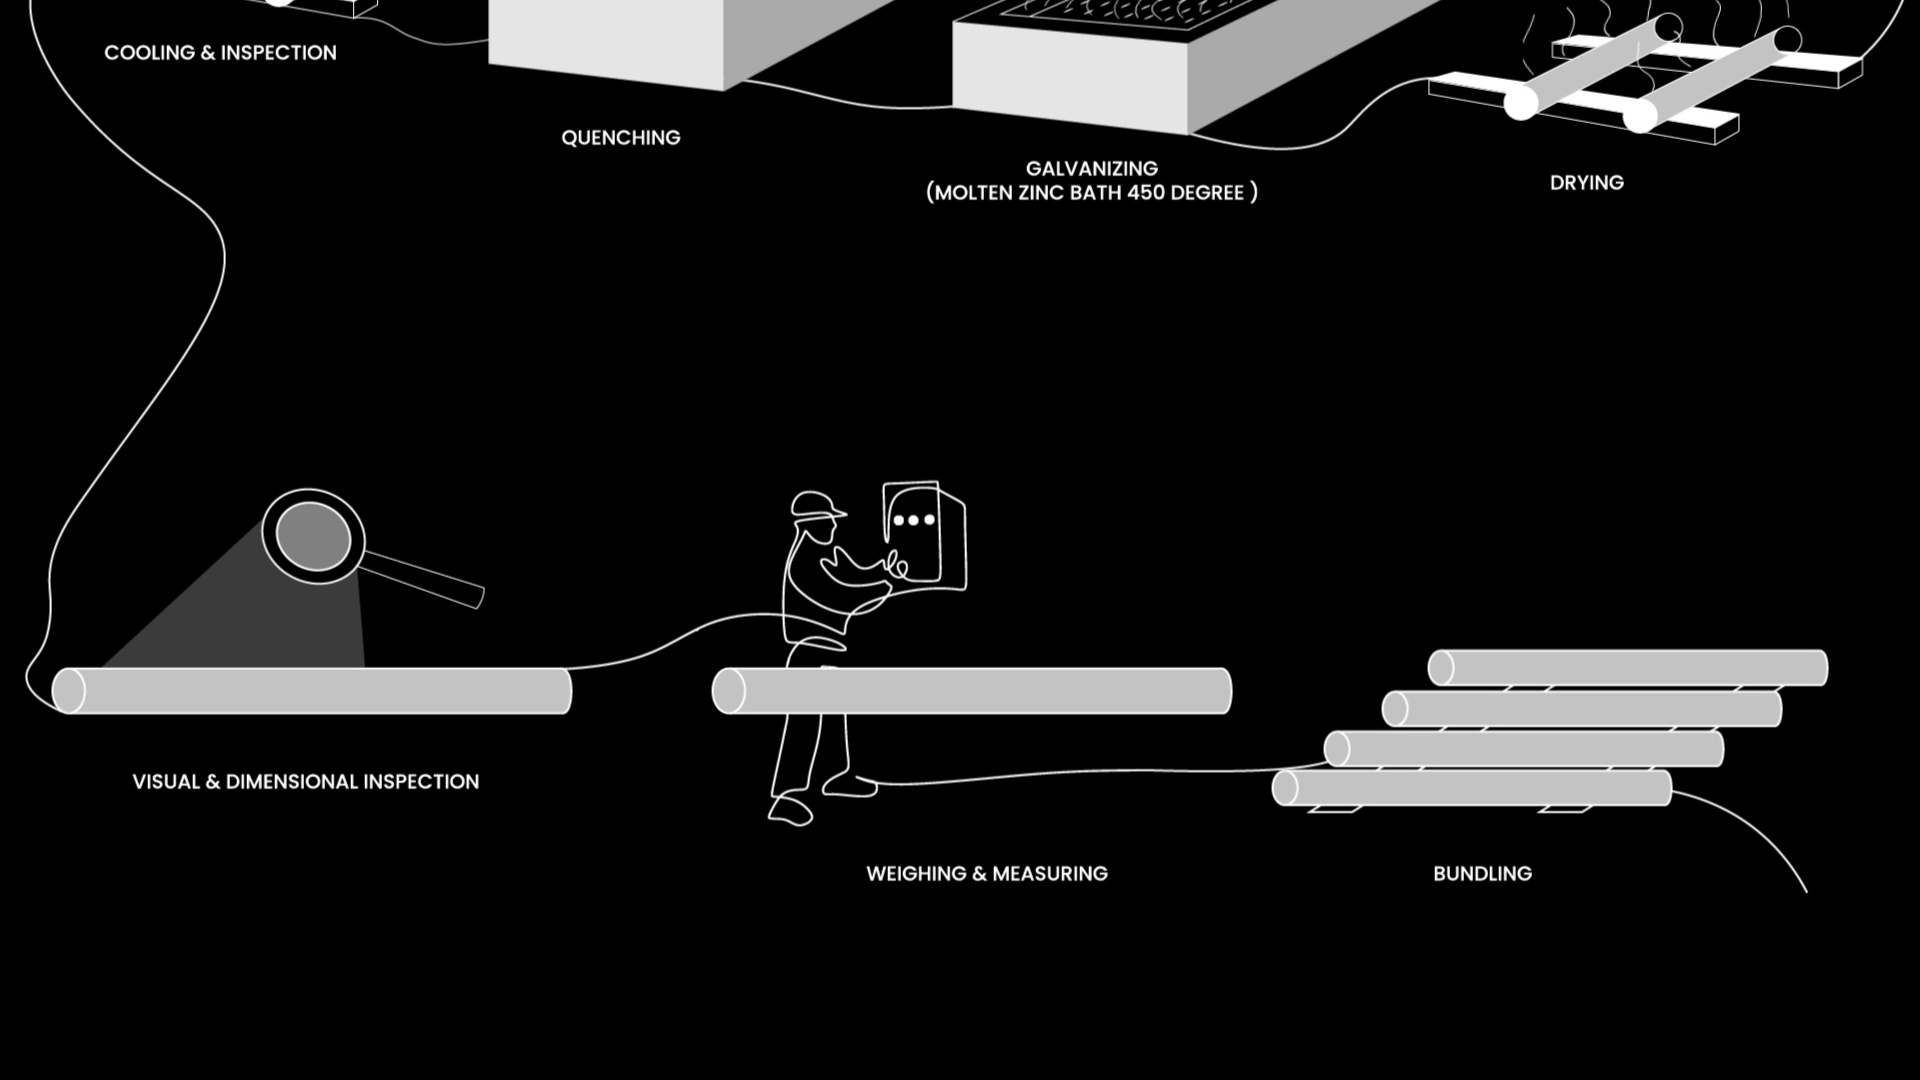 COOLING & INSPECTION
QUENCHING
GALVANIZING
(MOLTEN ZINC BATH 450 DEGREE )
DRYING
VISUAL & DIMENSIONAL INSPECTION
WEIGHING & MEASURING
BUNDLING